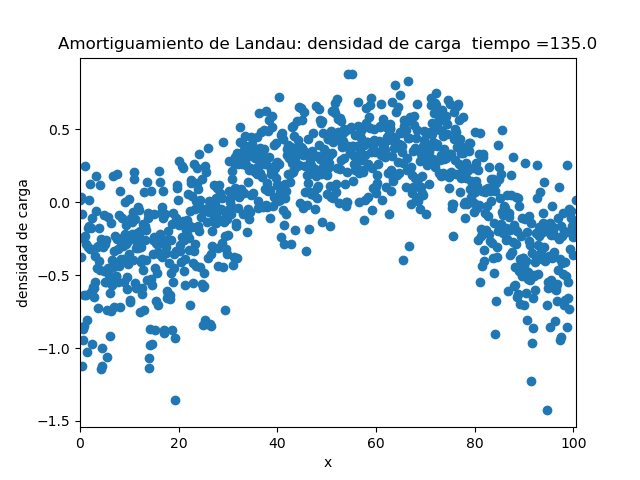 Amortiguamiento de Landau: densidad de carga  tiempo =135.0
densidad de carga
0.5
0.0
−0.5
−1.0
−1.5
0 20 40 60 80 100
x